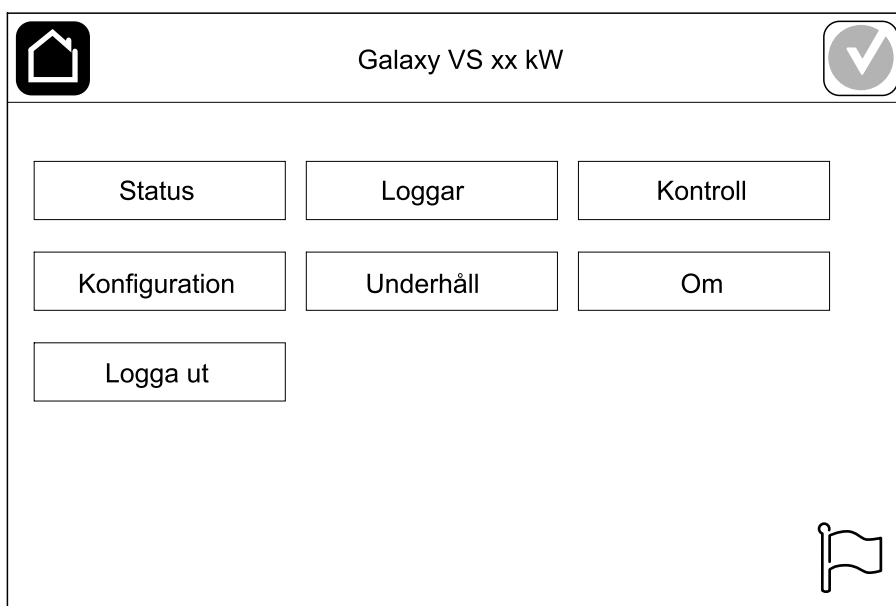 Galaxy VS xx kW
Status
Loggar
Kontroll
Konfiguration
Underhåll
Om
Logga ut